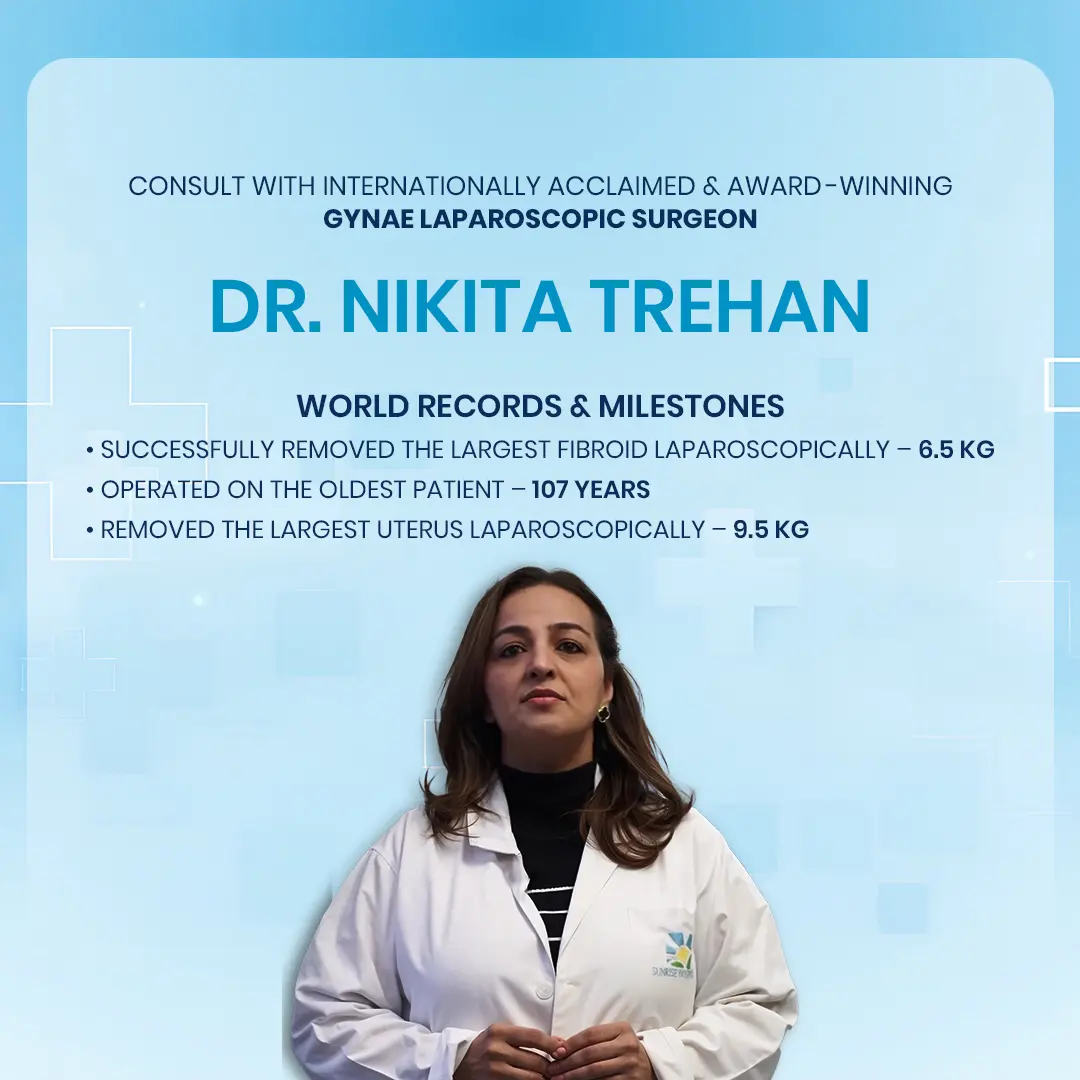 CONSULT WITH INTERNATIONALLY ACCLAIMED & AWARD-WINNING
GYNAE LAPAROSCOPIC SURGEON
DR. NIKITA TREHAN
WORLD RECORDS & MILESTONES
• SUCCESSFULLY REMOVED THE LARGEST FIBROID LAPAROSCOPICALLY – 6.5 KG
• OPERATED ON THE OLDEST PATIENT – 107 YEARS
• REMOVED THE LARGEST UTERUS LAPAROSCOPICALLY – 9.5 KG
SUNRISE